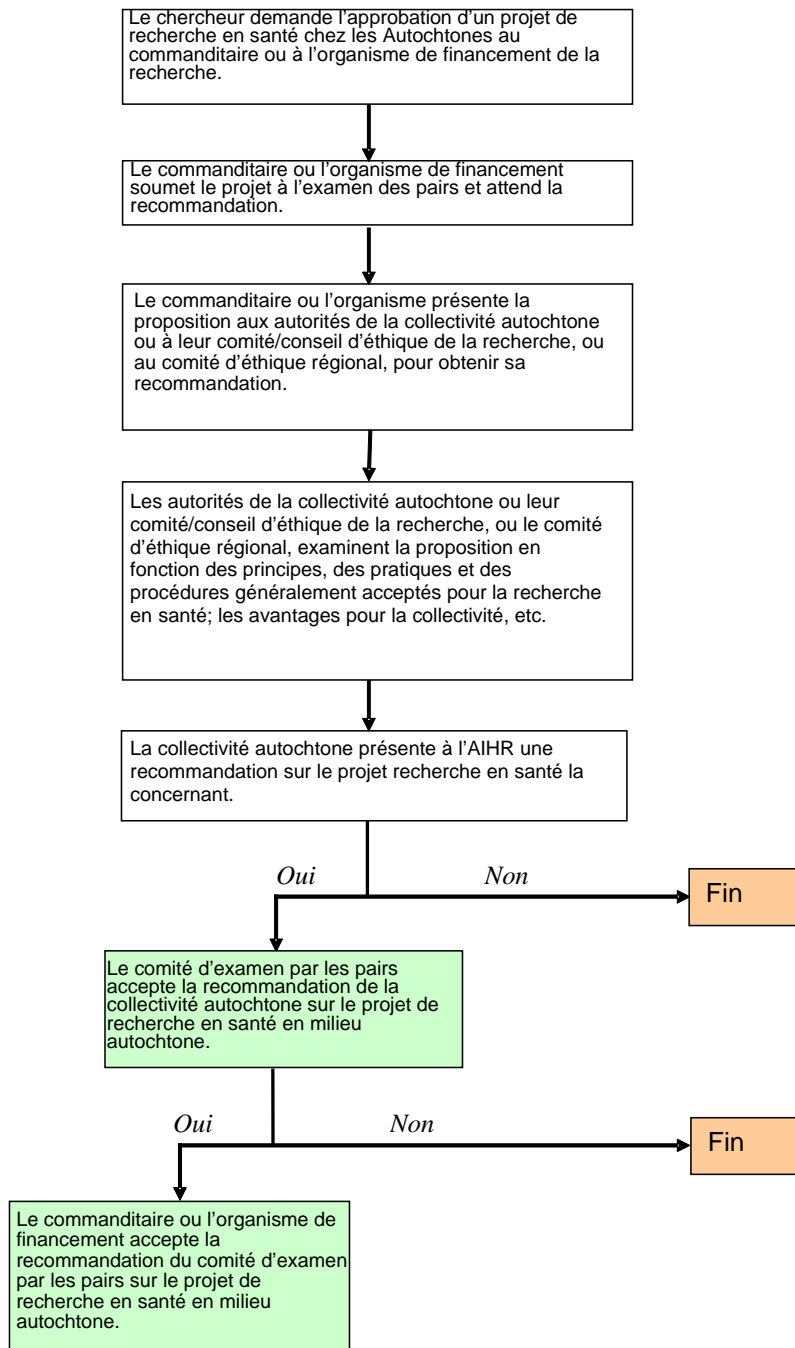 Le chercheur demande l'approbation d'un projet de
recherche en santé chez les Autochtones au
commanditaire ou à l'organisme de financement de la
recherche.
Le commanditaire ou l'organisme de financement
soumet le projet à l'examen des pairs et attend la
recommandation.
Le commanditaire ou l'organisme présente la
proposition aux autorités de la collectivité autochtone
ou à leur comité/conseil d'éthique de la recherche, ou
au comité d'éthique régional, pour obtenir sa
recommandation.
Les autorités de la collectivité autochtone ou leur
comité/conseil d'éthique de la recherche, ou le comité
d'éthique régional, examinent la proposition en
fonction des principes, des pratiques et des
procédures généralement acceptés pour la recherche
en santé; les avantages pour la collectivité, etc.
La collectivité autochtone présente à l'AIHR une
recommandation sur le projet recherche en santé la
concernant.
Oui
Non
Fin
Le comité d'examen par les pairs
accepte la recommandation de la
collectivité autochtone sur le projet de
recherche en santé en milieu
autochtone.
Oui
Non
Fin
Le commanditaire ou l'organisme de
financement accepte la
recommandation du comité d'examen
par les pairs sur le projet de
recherche en santé en milieu
autochtone.